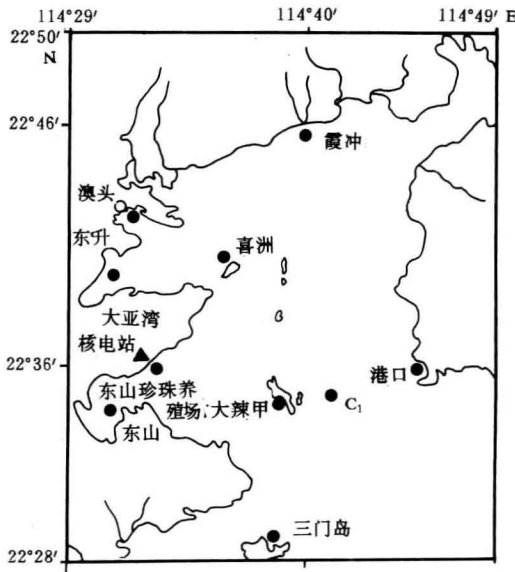 114°29′ 114°40′ 114°49′ E
22°50′
N
22°46′
霞冲
澳头
东升
喜洲
大亚湾
核电站
22°36′
港口
东山珍珠养
殖场 大辣甲
C₁
东山
三门岛
22°28′